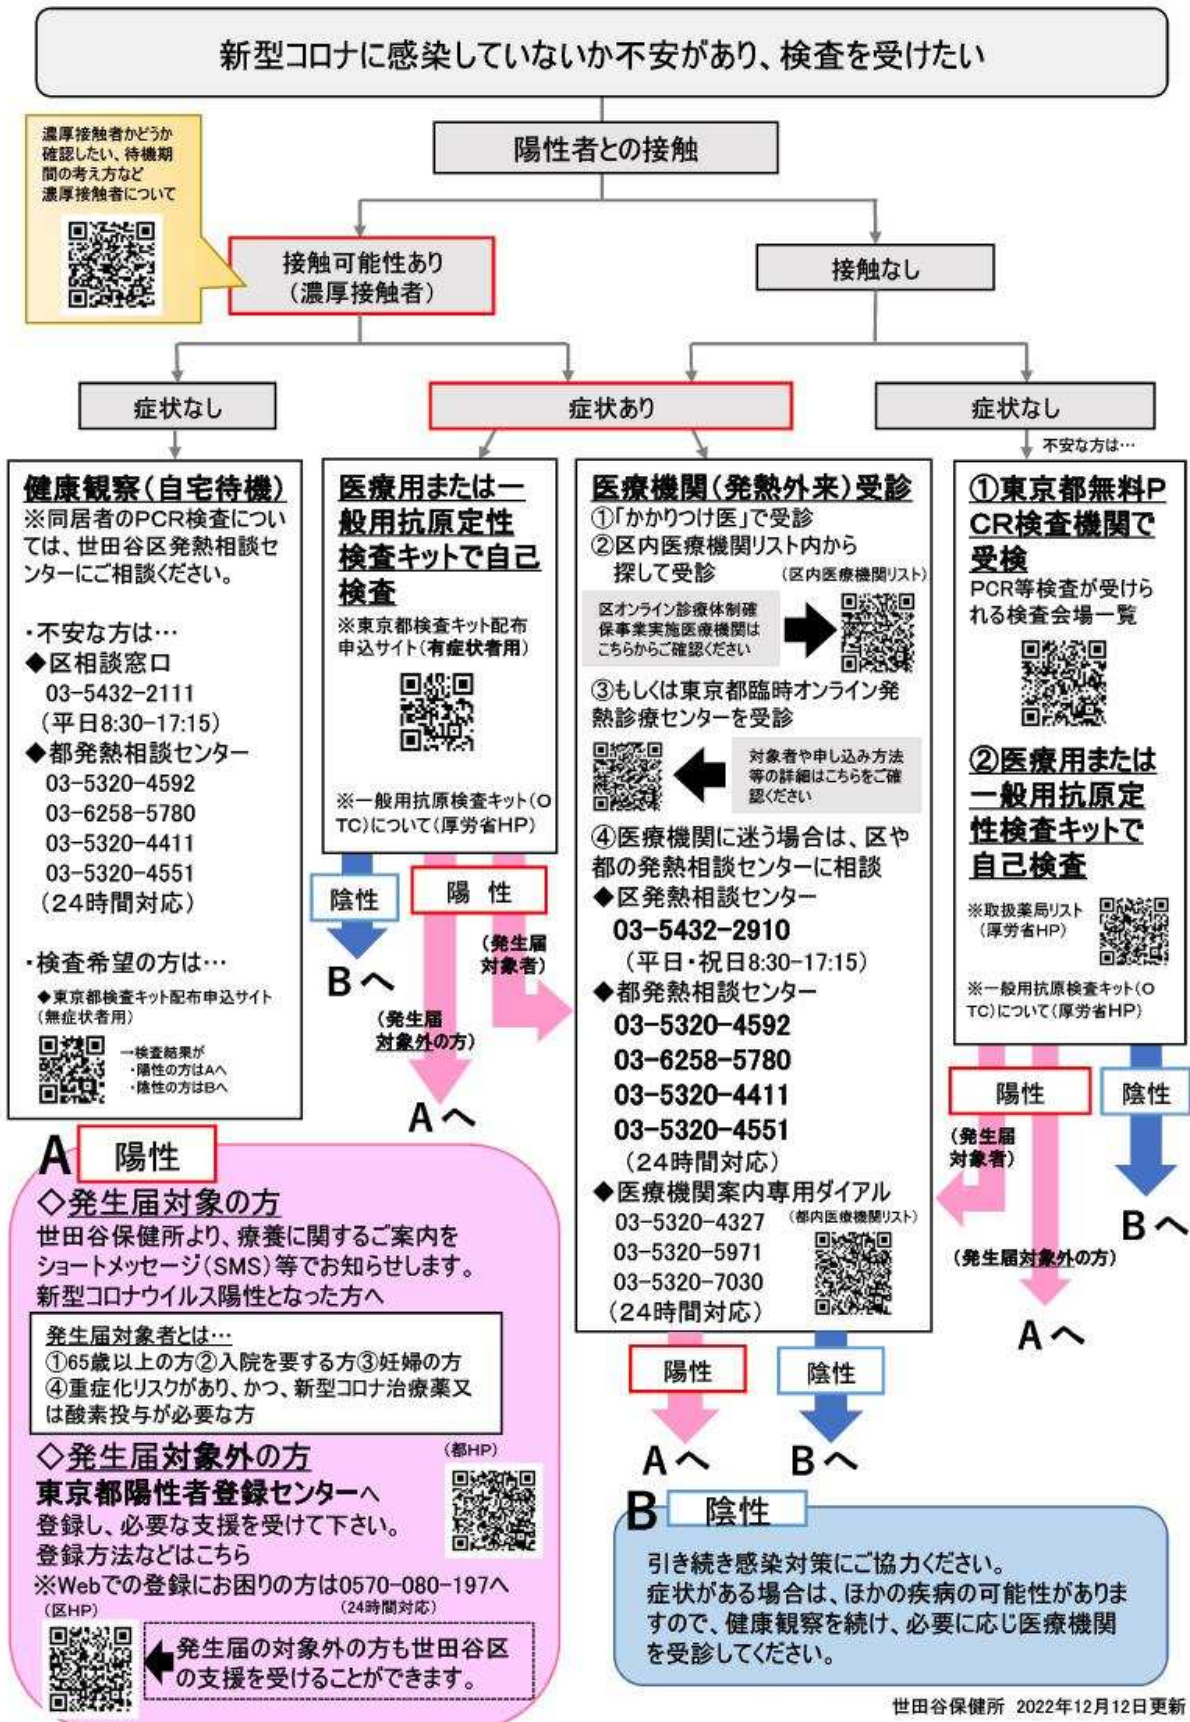 新型コロナに感染していないか不安があり、検査を受けたい
濃厚接触者かどうか
確認したい、待機期
間の考え方など
濃厚接触者について
陽性者との接触
接触可能性あり
（濃厚接触者）
接触なし
症状なし
症状あり
症状なし
不安な方は…
健康観察（自宅待機）
※同居者のPCR検査につい
ては、世田谷区発熱相談セ
ンターにご相談ください。
・不安な方は…
◆区相談窓口
03-5432-2111
（平日8:30-17:15）
◆都発熱相談センター
03-5320-4592
03-6258-5780
03-5320-4411
03-5320-4551
（24時間対応）
・検査希望の方は…
◆東京都検査キット配布申込サイト
（無症状者用）
→検査結果が
・陽性の方はAへ
・陰性の方はBへ
医療用または一
般用抗原定性
検査キットで自己
検査
※東京都検査キット配布
申込サイト（有症状者用）
※一般用抗原検査キット（O
TC）について（厚労省HP）
陰性
陽 性
Bへ
（発生届
対象者）
（発生届
対象外の方）
Aへ
医療機関（発熱外来）受診
①「かかりつけ医」で受診
②区内医療機関リスト内から
探して受診
（区内医療機関リスト）
区オンライン診療体制確
保事業実施医療機関は
こちらからご確認ください
③もしくは東京都臨時オンライン発
熱診療センターを受診
対象者や申し込み方法
等の詳細はこちらをご確
認ください
④医療機関に迷う場合は、区や
都の発熱相談センターに相談
◆区発熱相談センター
03-5432-2910
（平日・祝日8:30-17:15）
◆都発熱相談センター
03-5320-4592
03-6258-5780
03-5320-4411
03-5320-4551
（24時間対応）
◆医療機関案内専用ダイアル
03-5320-4327
（都内医療機関リスト）
03-5320-5971
03-5320-7030
（24時間対応）
陽性
陰性
Aへ
Bへ
①東京都無料P
CR検査機関で
受検
PCR等検査が受けら
れる検査会場一覧
②医療用または
一般用抗原定
性検査キットで
自己検査
※取扱薬局リスト
（厚労省HP）
※一般用抗原検査キット（O
TC）について（厚労省HP）
陽性
陰性
（発生届
対象者）
Bへ
（発生届対象外の方）
Aへ
A 陽性
◇発生届対象の方
世田谷保健所より、療養に関するご案内を
ショートメッセージ（SMS）等でお知らせします。
新型コロナウイルス陽性となった方へ
発生届対象者とは…
①65歳以上の方②入院を要する方③妊婦の方
④重症化リスクがあり、かつ、新型コロナ治療薬又
は酸素投与が必要な方
◇発生届対象外の方
（都HP）
東京都陽性者登録センターへ
登録し、必要な支援を受けて下さい。
登録方法などはこちら
※Webでの登録にお困りの方は0570-080-197へ
（区HP）
（24時間対応）
発生届の対象外の方も世田谷区
の支援を受けることができます。
B 陰性
引き続き感染対策にご協力ください。
症状がある場合は、ほかの疾病の可能性がありま
すので、健康観察を続け、必要に応じ医療機関
を受診してください。
世田谷保健所 2022年12月12日更新